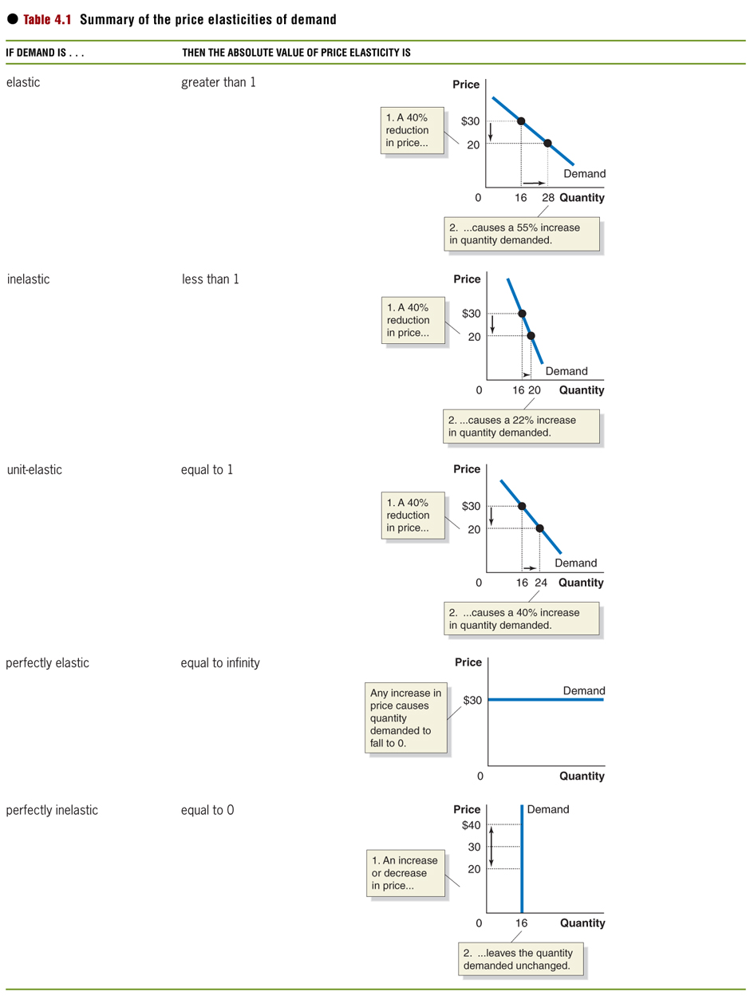 ● Table 4.1 Summary of the price elasticities of demand
IF DEMAND IS . . . THEN THE ABSOLUTE VALUE OF PRICE ELASTICITY IS
elastic greater than 1
Price
1. A 40%
reduction
in price...
$30
20
Demand
0 16 28 Quantity
2. ...causes a 55% increase
in quantity demanded.
inelastic less than 1
Price
1. A 40%
reduction
in price...
$30
20
Demand
0 16 20 Quantity
2. ...causes a 22% increase
in quantity demanded.
unit-elastic equal to 1
Price
1. A 40%
reduction
in price...
$30
20
Demand
0 16 24 Quantity
2. ...causes a 40% increase
in quantity demanded.
perfectly elastic equal to infinity
Price
Any increase in
price causes
quantity
demanded to
fall to 0.
$30
Demand
0 Quantity
perfectly inelastic equal to 0
Price
Demand
$40
30
20
1. An increase
or decrease
in price...
0 16 Quantity
2. ...leaves the quantity
demanded unchanged.